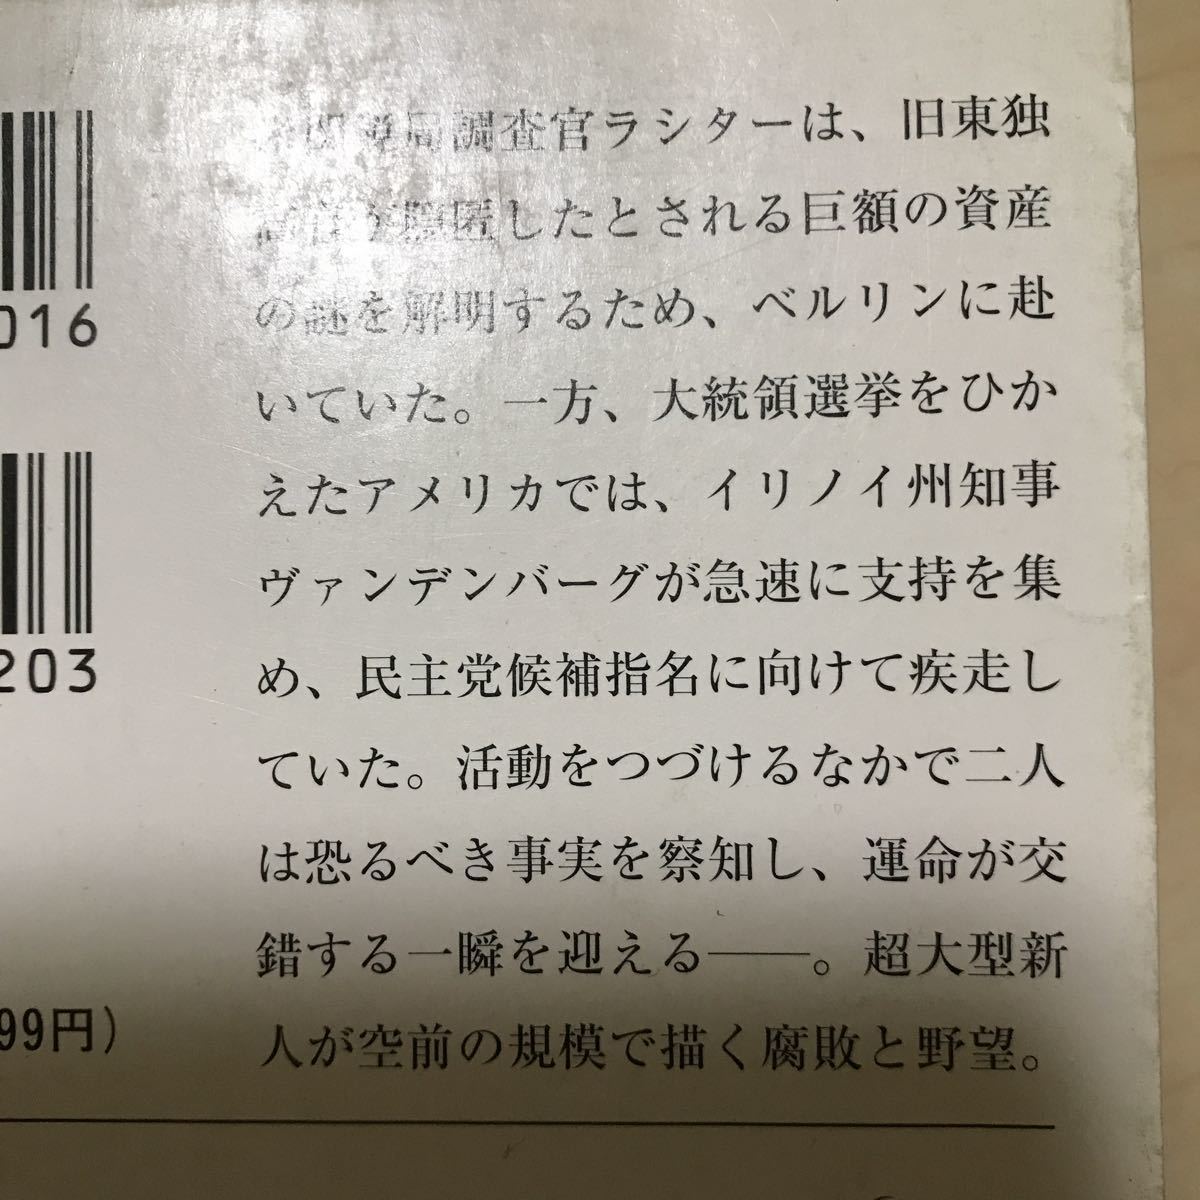 局調査官ラシターは、旧東独
が隠匿したとされる巨額の資産
の謎を解明するため、ベルリンに赴
いていた。一方、大統領選挙をひか
えたアメリカでは、イリノイ州知事
ヴァンデンバーグが急速に支持を集
め、民主党候補指名に向けて疾走し
ていた。活動をつづけるなかで二人
は恐るべき事実を察知し、運命が交
錯する一瞬を迎える――。超大型新
人が空前の規模で描く腐敗と野望。
016
203
99円)